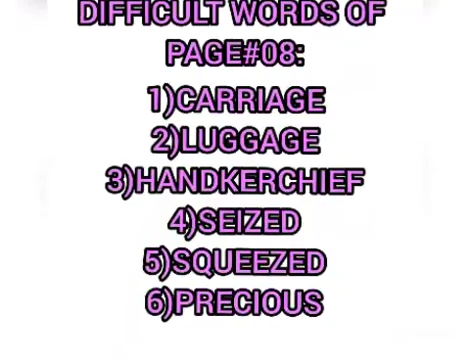 DIFFICULT WORDS OF
PAGE#08:
1)CARRIAGE
2)LUGGAGE
3)HANDKERCHIEF
4)SEIZED
5)SQUEEZED
6)PRECIOUS